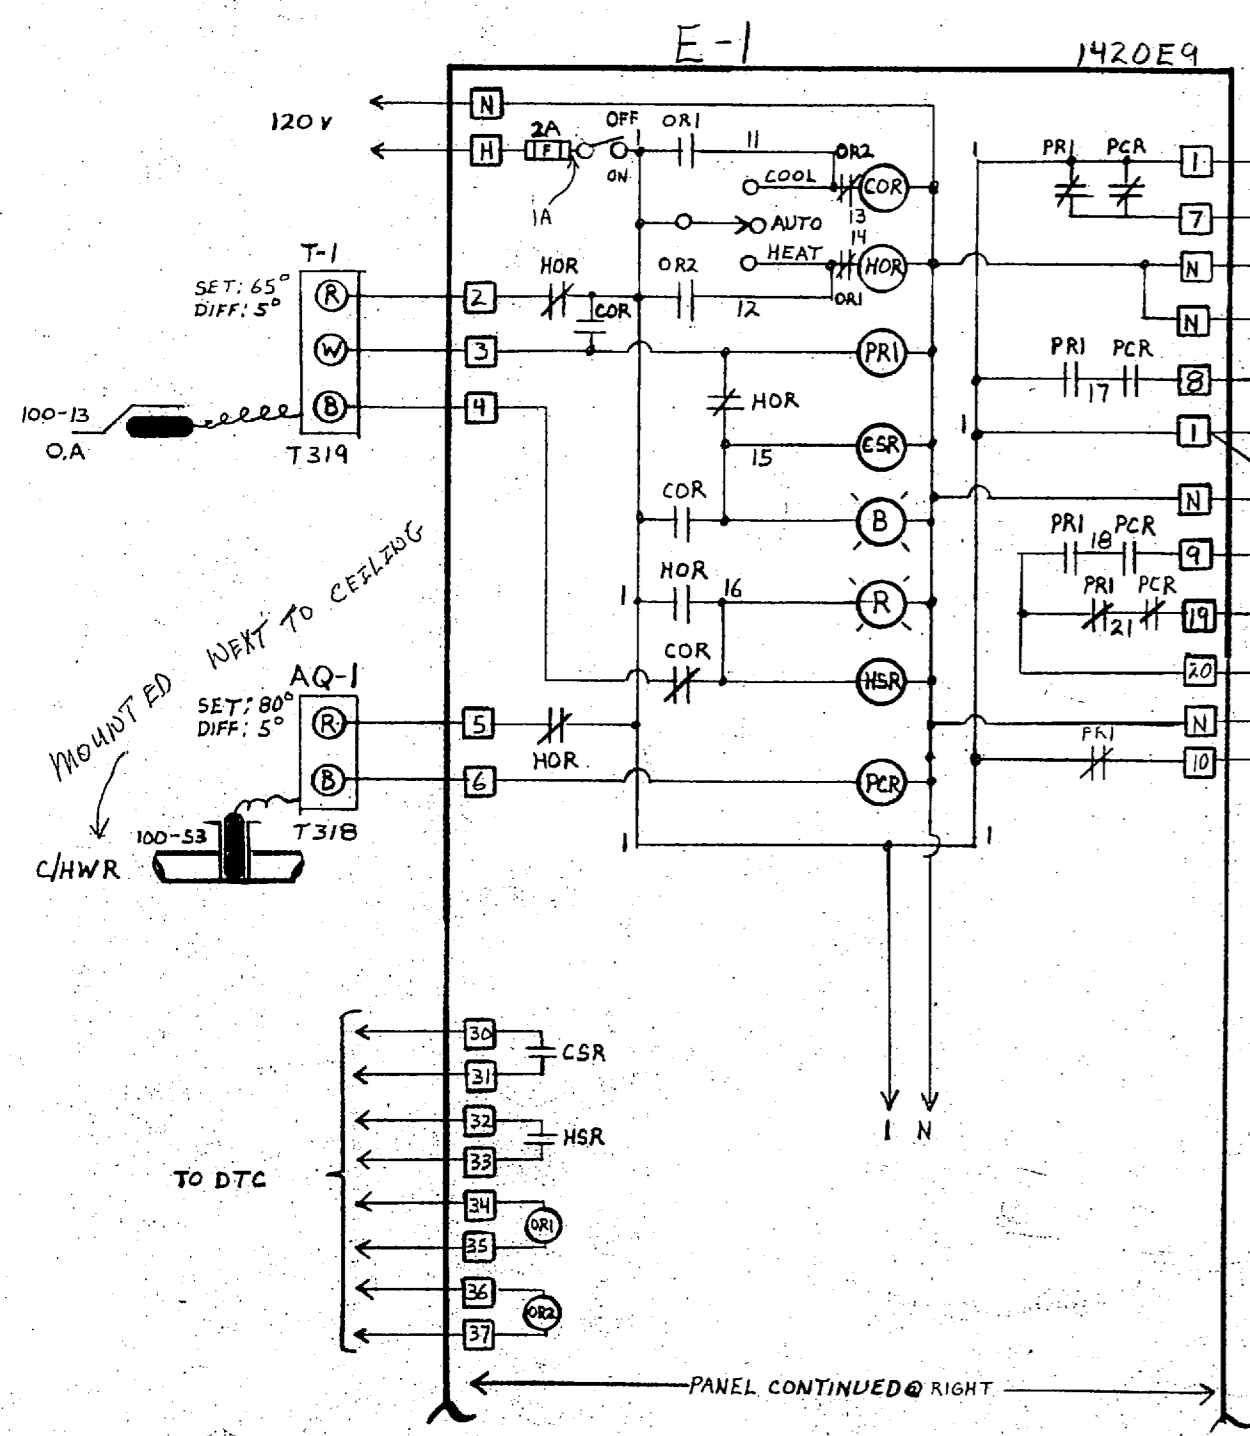 E-1
1420E9
120 V
N
H
2A
F
OFF
ON
1A
1
OR1
11
COOL
OR2
COR
13
AUTO
14
HEAT
HOR
OR1
OR2
12
T-1
SET: 65°
DIFF: 5°
R
W
B
T319
100-13
O.A
2
HOR
COR
3
PR1
4
HOR
15
CSR
COR
B
1
HOR
16
R
COR
HSR
MOUNTED NEXT TO CEILING
AQ-1
SET: 80°
DIFF: 5°
R
B
T318
100-53
C/HWR
5
HOR
6
PCR
1
1
1
N
1
PR1 PCR
1
7
N
N
PR1 PCR
17
8
1
1
N
PR1 18 PCR
9
PR1 PCR
21
19
20
N
PR1
10
TO DTC
30
CSR
31
32
HSR
33
34
OR1
35
36
OR2
37
PANEL CONTINUED @ RIGHT